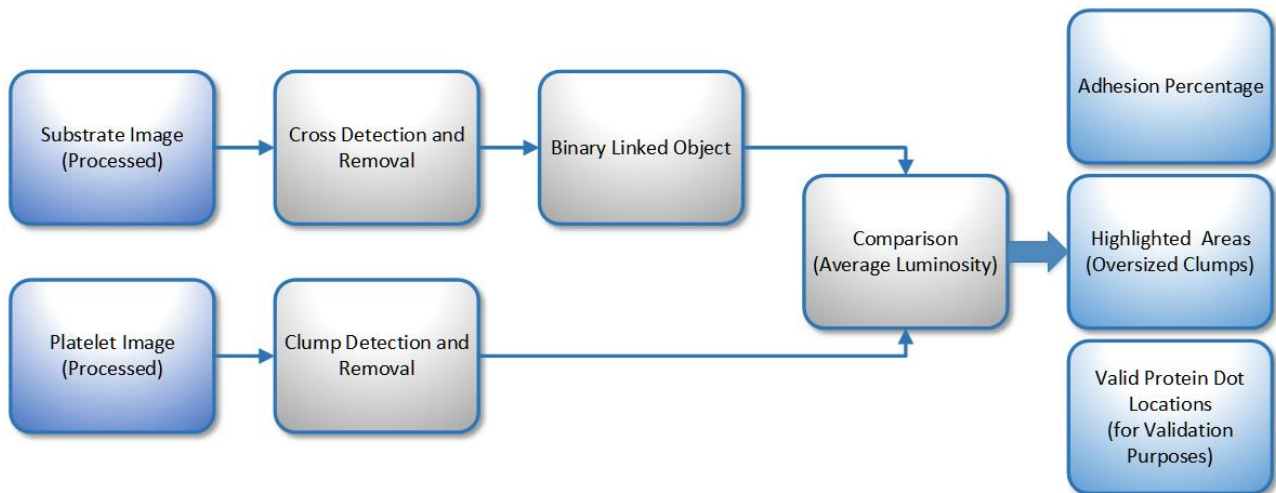 Substrate Image
(Processed)
Cross Detection and
Removal
Binary Linked Object
Platelet Image
(Processed)
Clump Detection and
Removal
Comparison
(Average Luminosity)
Adhesion Percentage
Highlighted Areas
(Oversized Clumps)
Valid Protein Dot
Locations
(for Validation
Purposes)